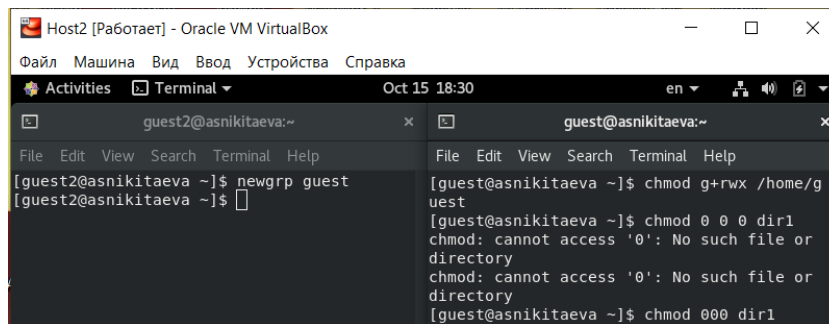 Host2 [Работает] - Oracle VM VirtualBox
Файл Машина Вид Ввод Устройства Справка
Activities Terminal Oct 15 18:30 en
guest2@asnikitaeva:~
File Edit View Search Terminal Help
[guest2@asnikitaeva ~]$ newgrp guest
[guest2@asnikitaeva ~]$
guest@asnikitaeva:~
File Edit View Search Terminal Help
[guest@asnikitaeva ~]$ chmod g+rwx /home/g
uest
[guest@asnikitaeva ~]$ chmod 0 0 0 dir1
chmod: cannot access '0': No such file or
directory
chmod: cannot access '0': No such file or
directory
[guest@asnikitaeva ~]$ chmod 000 dir1